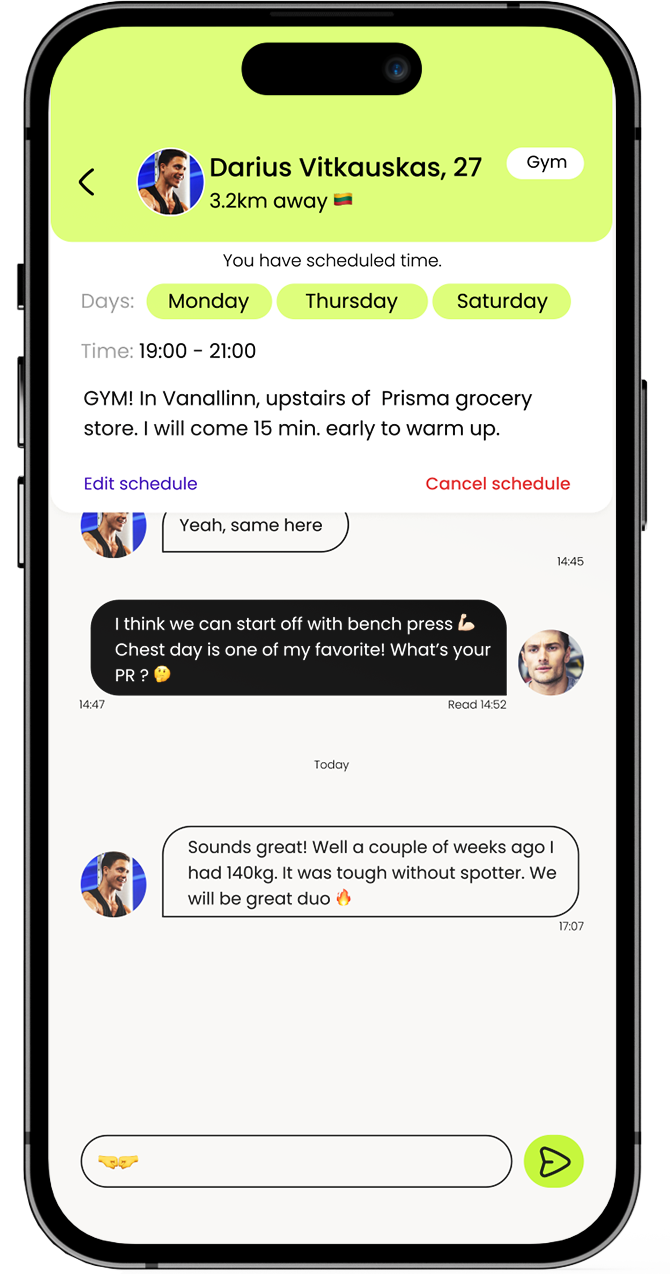 Darius Vitkauskas, 27
Gym
3.2km away 🇱🇹
You have scheduled time.
Days: Monday Thursday Saturday
Time: 19:00 - 21:00
GYM! In Vanallinn, upstairs of  Prisma grocery
store. I will come 15 min. early to warm up.
Edit schedule Cancel schedule
Yeah, same here
14:45
I think we can start off with bench press 💪🏻
Chest day is one of my favorite! What’s your
PR ? 🤔
14:47 Read 14:52
Today
Sounds great! Well a couple of weeks ago I
had 140kg. It was tough without spotter. We
will be great duo 🔥
17:07
🤜🤛